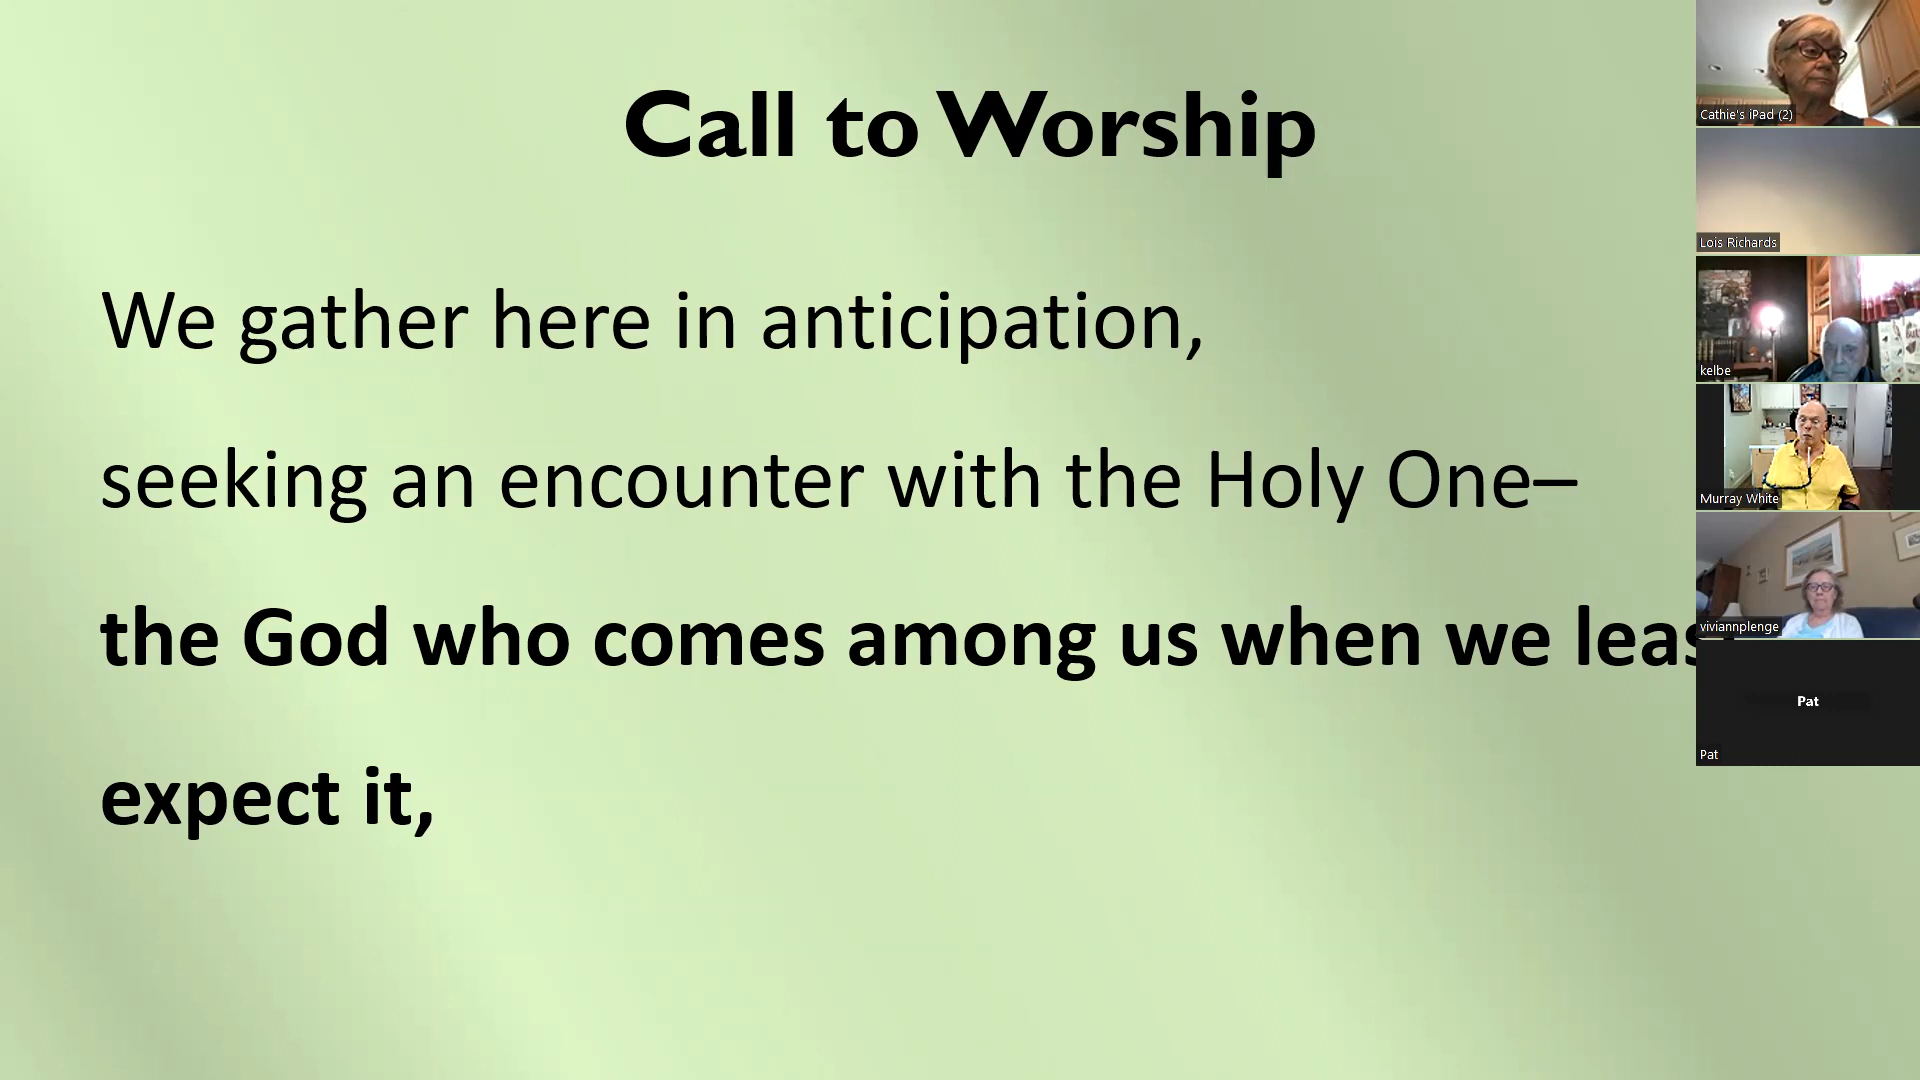 Call to Worship
We gather here in anticipation,
seeking an encounter with the Holy One–
the God who comes among us when we
expect it,
Cathie's iPad (2)
Lois Richards
kelbe
Murray White
viviannplenge
Pat
Pat